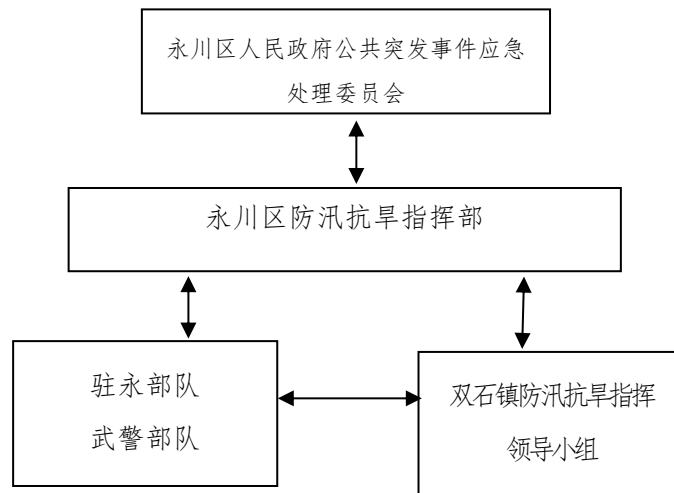 永川区人民政府公共突发事件应急
处理委员会
永川区防汛抗旱指挥部
驻永部队
武警部队
双石镇防汛抗旱指挥
领导小组